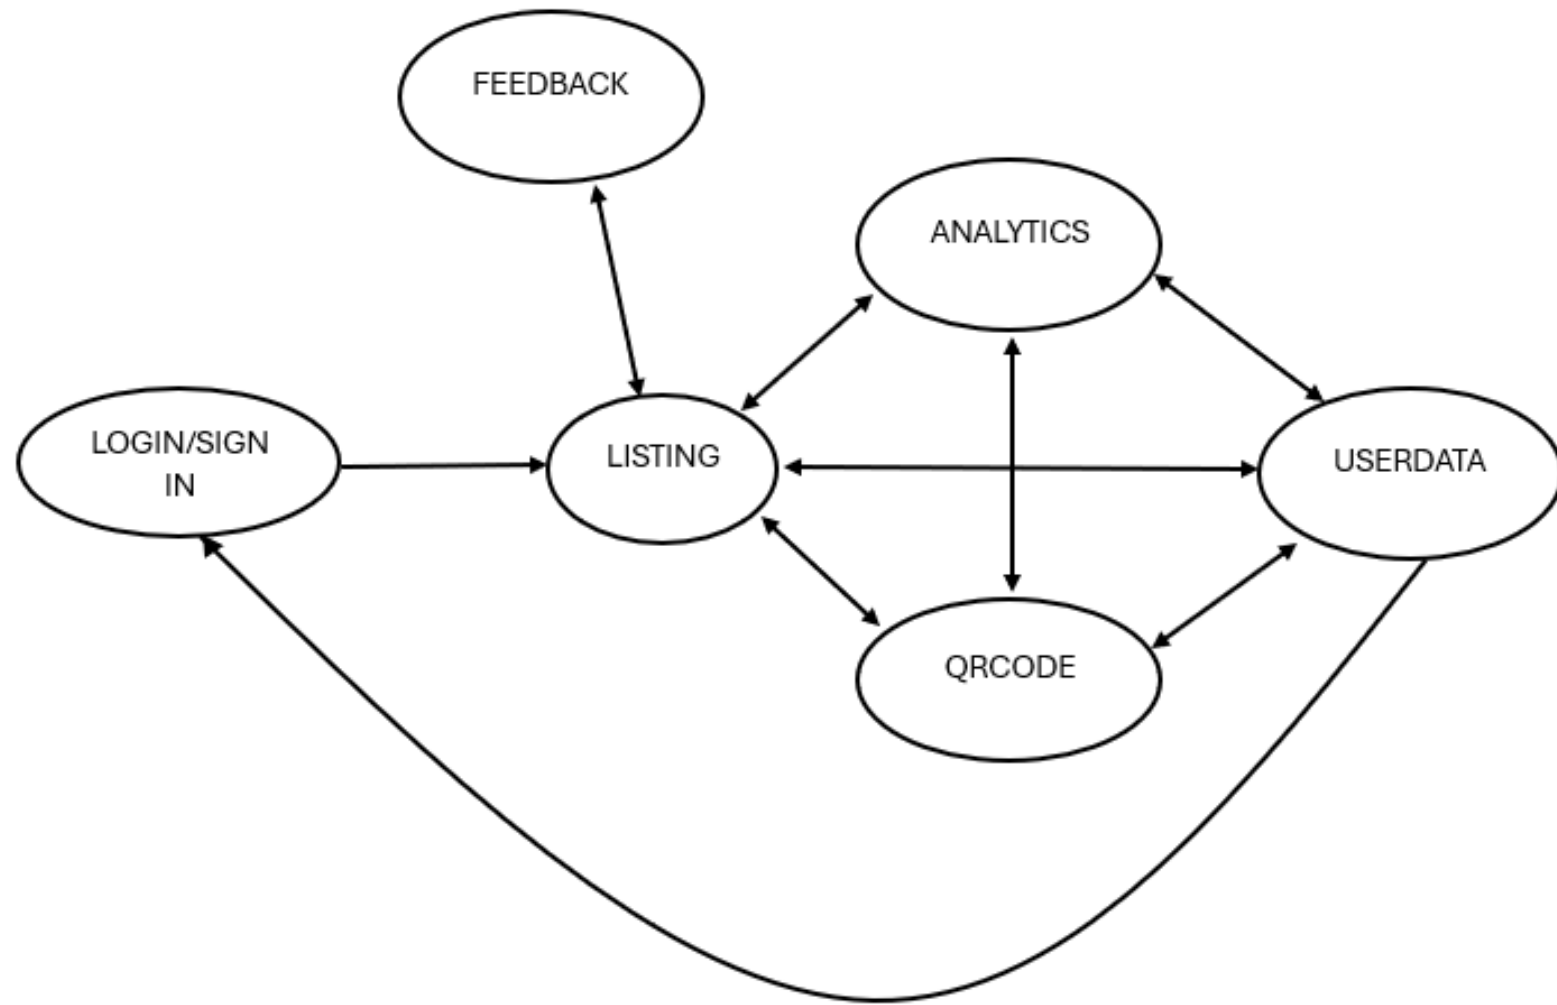 FEEDBACK
ANALYTICS
LOGIN/SIGN
IN
LISTING
USERDATA
QRCODE